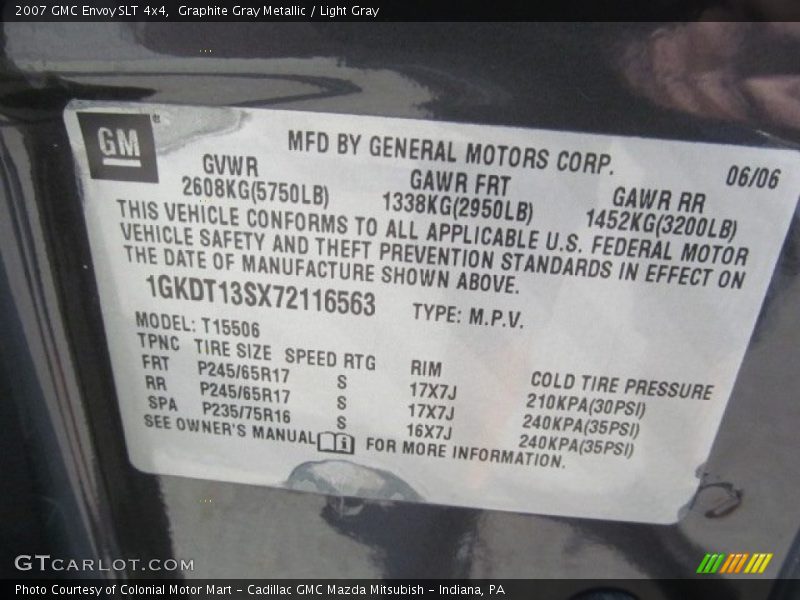 2007 GMC Envoy SLT 4x4, Graphite Gray Metallic / Light Gray
GM
MFD BY GENERAL MOTORS CORP.
06/06
GVWR GAWR FRT GAWR RR
2608KG(5750LB) 1338KG(2950LB) 1452KG(3200LB)
THIS VEHICLE CONFORMS TO ALL APPLICABLE U.S. FEDERAL MOTOR
VEHICLE SAFETY AND THEFT PREVENTION STANDARDS IN EFFECT ON
THE DATE OF MANUFACTURE SHOWN ABOVE.
1GKDT13SX72116563 TYPE: M.P.V.
MODEL: T15506
TPNC TIRE SIZE SPEED RTG RIM COLD TIRE PRESSURE
FRT P245/65R17 S 17X7J 210KPA(30PSI)
RR P245/65R17 S 17X7J 240KPA(35PSI)
SPA P235/75R16 S 16X7J 240KPA(35PSI)
SEE OWNER'S MANUAL FOR MORE INFORMATION.
GTCARLOT.COM
Photo Courtesy of Colonial Motor Mart - Cadillac GMC Mazda Mitsubish - Indiana, PA